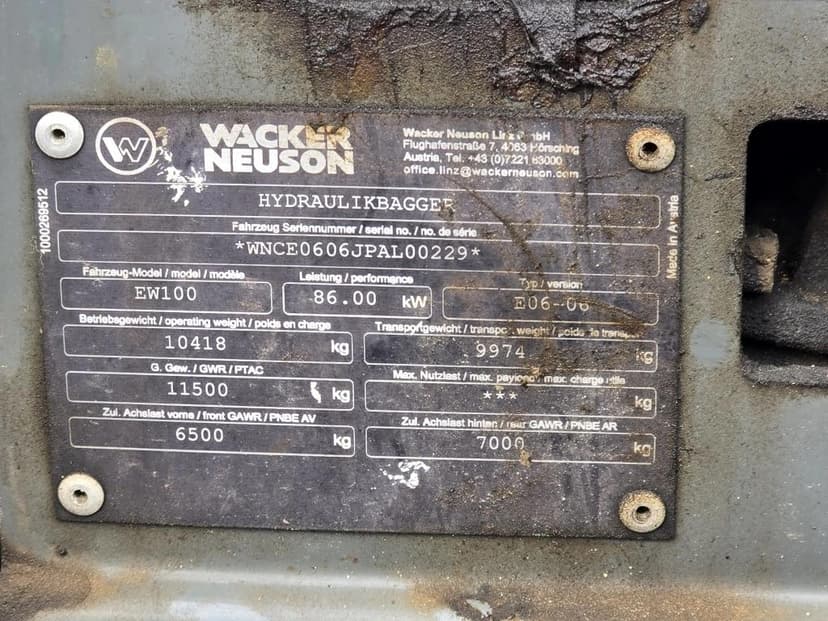 W
WACKER
NEUSON
Wacker Neuson Linz GmbH
Flughafenstraße 7, 4063 Hörsching
Austria, Tel. +43 (0)7221 63000
office.linz@wackerneuson.com
1000269512
HYDRAULIKBAGGER
Fahrzeug Seriennummer / serial no. / no. de série
*WNCE0606JPAL00229*
Made in Austria
Fahrzeug-Model / model / modèle
EW100
Leistung / performance
86.00 kW
Typ / version
E06-06
Betriebsgewicht / operating weight / poids en charge
10418 kg
Transportgewicht / transport weight / poids de transport
9974 kg
G. Gew. / GWR / PTAC
11500 kg
Max. Nutzlast / max. payload / max. charge utile
*** kg
Zul. Achslast vorne / front GAWR / PNBE AV
6500 kg
Zul. Achslast hinten / rear GAWR / PNBE AR
7000 kg